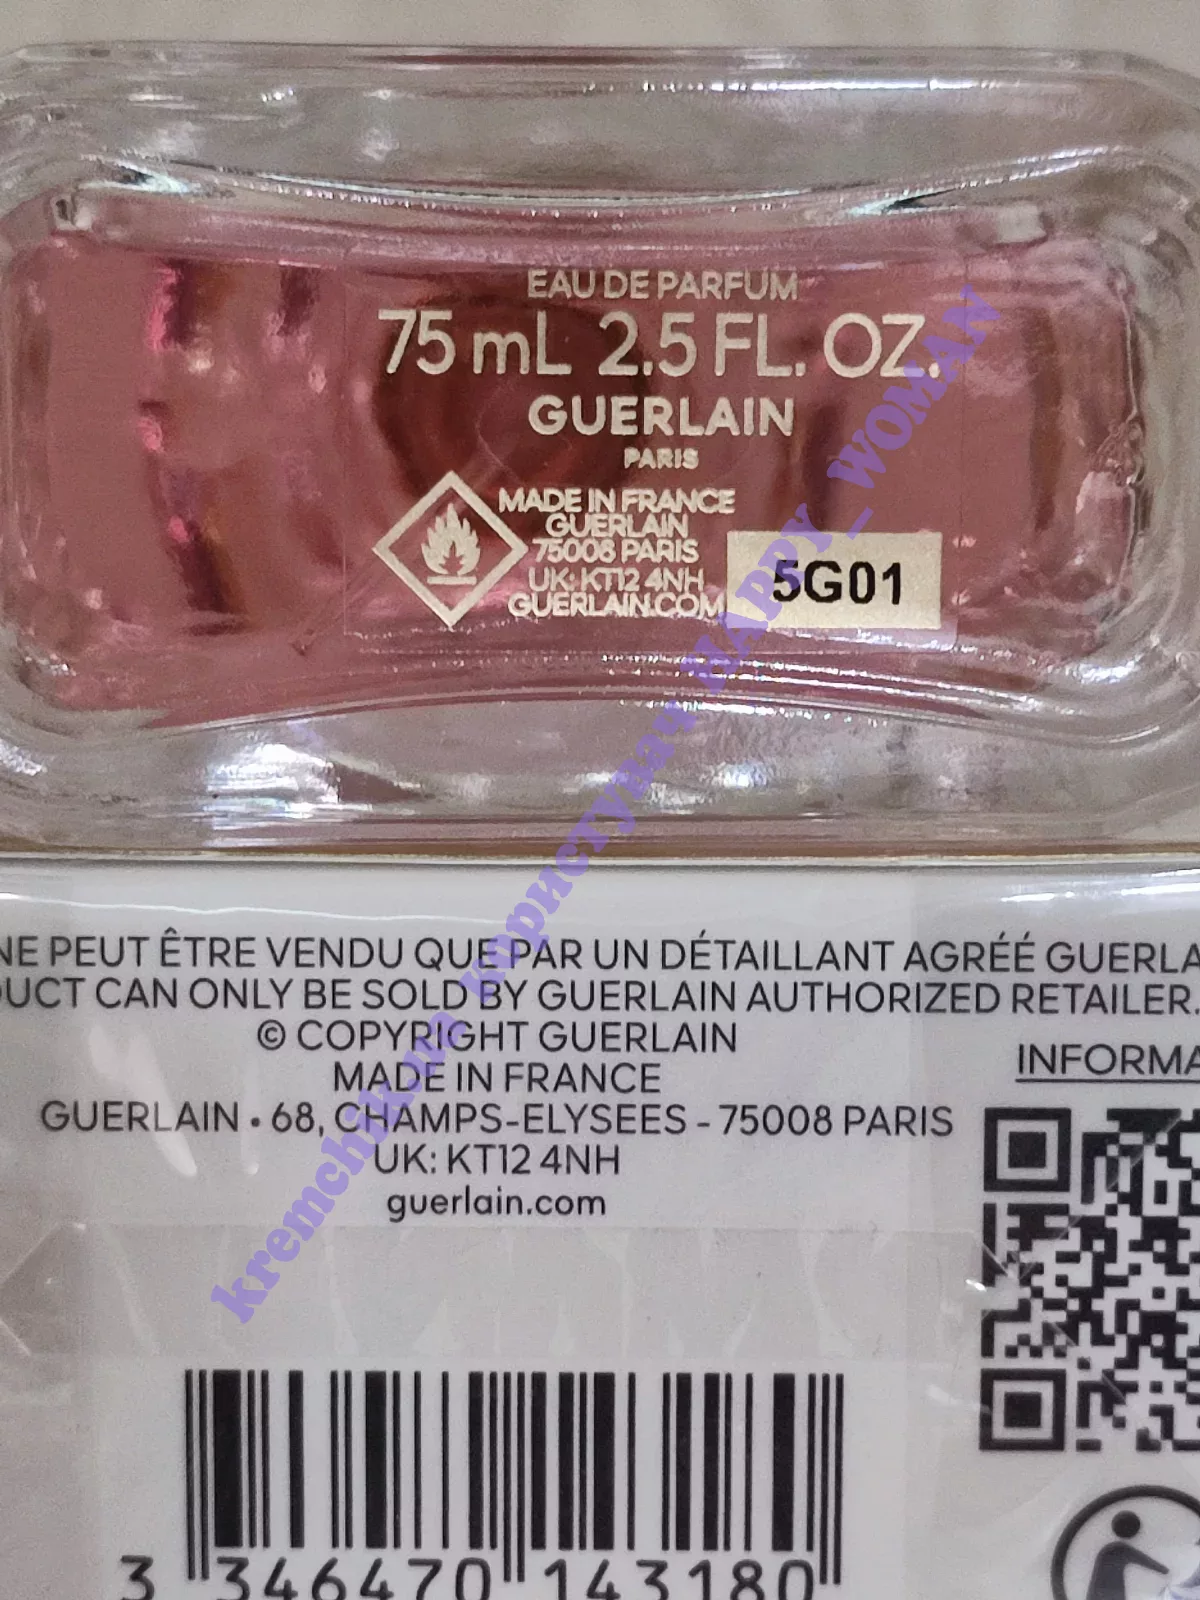 EAU DE PARFUM
75 mL 2.5 FL. OZ.
GUERLAIN
PARIS
MADE IN FRANCE
GUERLAIN
75008 PARIS
UK: KT12 4NH
GUERLAIN.COM
5G01
kremchik.ua користувач HAPPY_WOMAN
NE PEUT ÊTRE VENDU QUE PAR UN DÉTAILLANT AGRÉÉ GUERLA
UCT CAN ONLY BE SOLD BY GUERLAIN AUTHORIZED RETAILER.
© COPYRIGHT GUERLAIN
MADE IN FRANCE
GUERLAIN • 68, CHAMPS-ELYSEES - 75008 PARIS
UK: KT12 4NH
guerlain.com
INFORMA
3 346470 143180